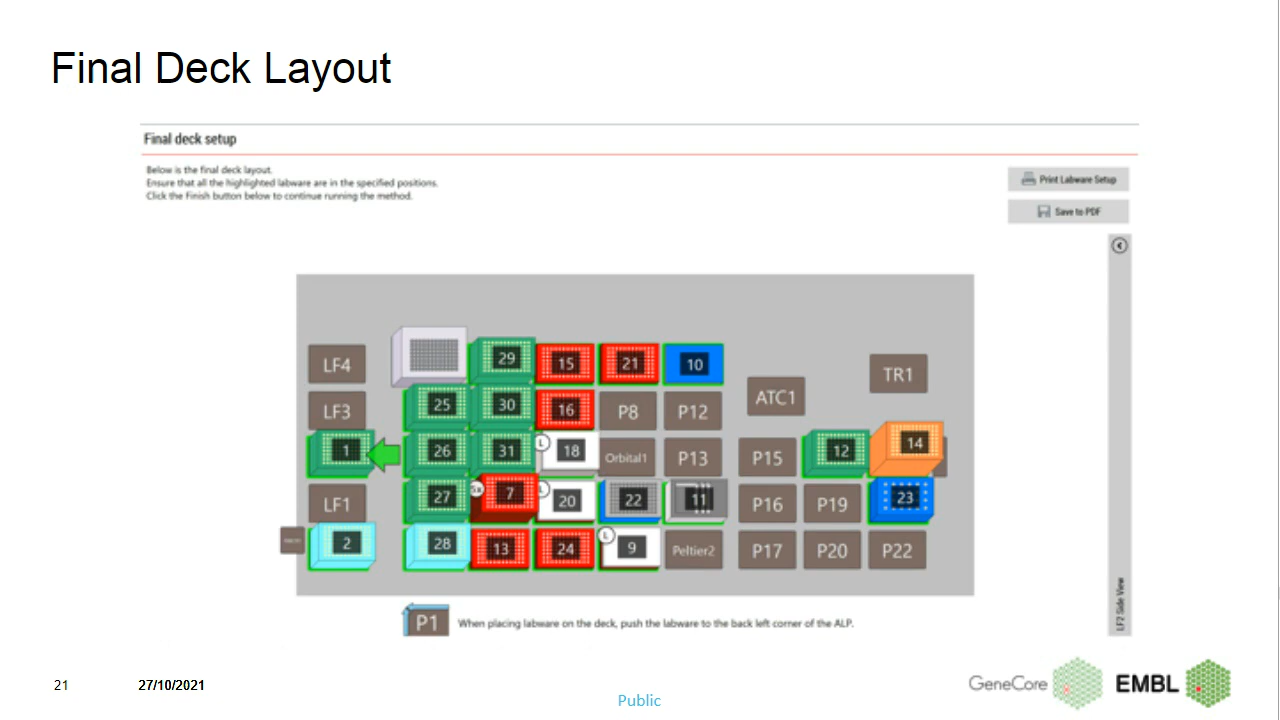 Final Deck Layout
Final deck setup
Below is the final deck layout.
Ensure that all the highlighted labware are in the specified positions.
Click the Finish button below to continue running the method.
Print Labware Setup
Save to PDF
LF4
29
15
21
10
ATC1
TR1
LF3
25
30
16
P8
P12
1
26
31
L
18
Orbital1
P13
P15
12
14
LF1
27
7
L
20
22
11
P16
P19
23
2
28
13
24
L
9
Peltier2
P17
P20
P22
LF2 Side View
P1
When placing labware on the deck, push the labware to the back left corner of the ALP.
21
27/10/2021
Public
GeneCore
EMBL